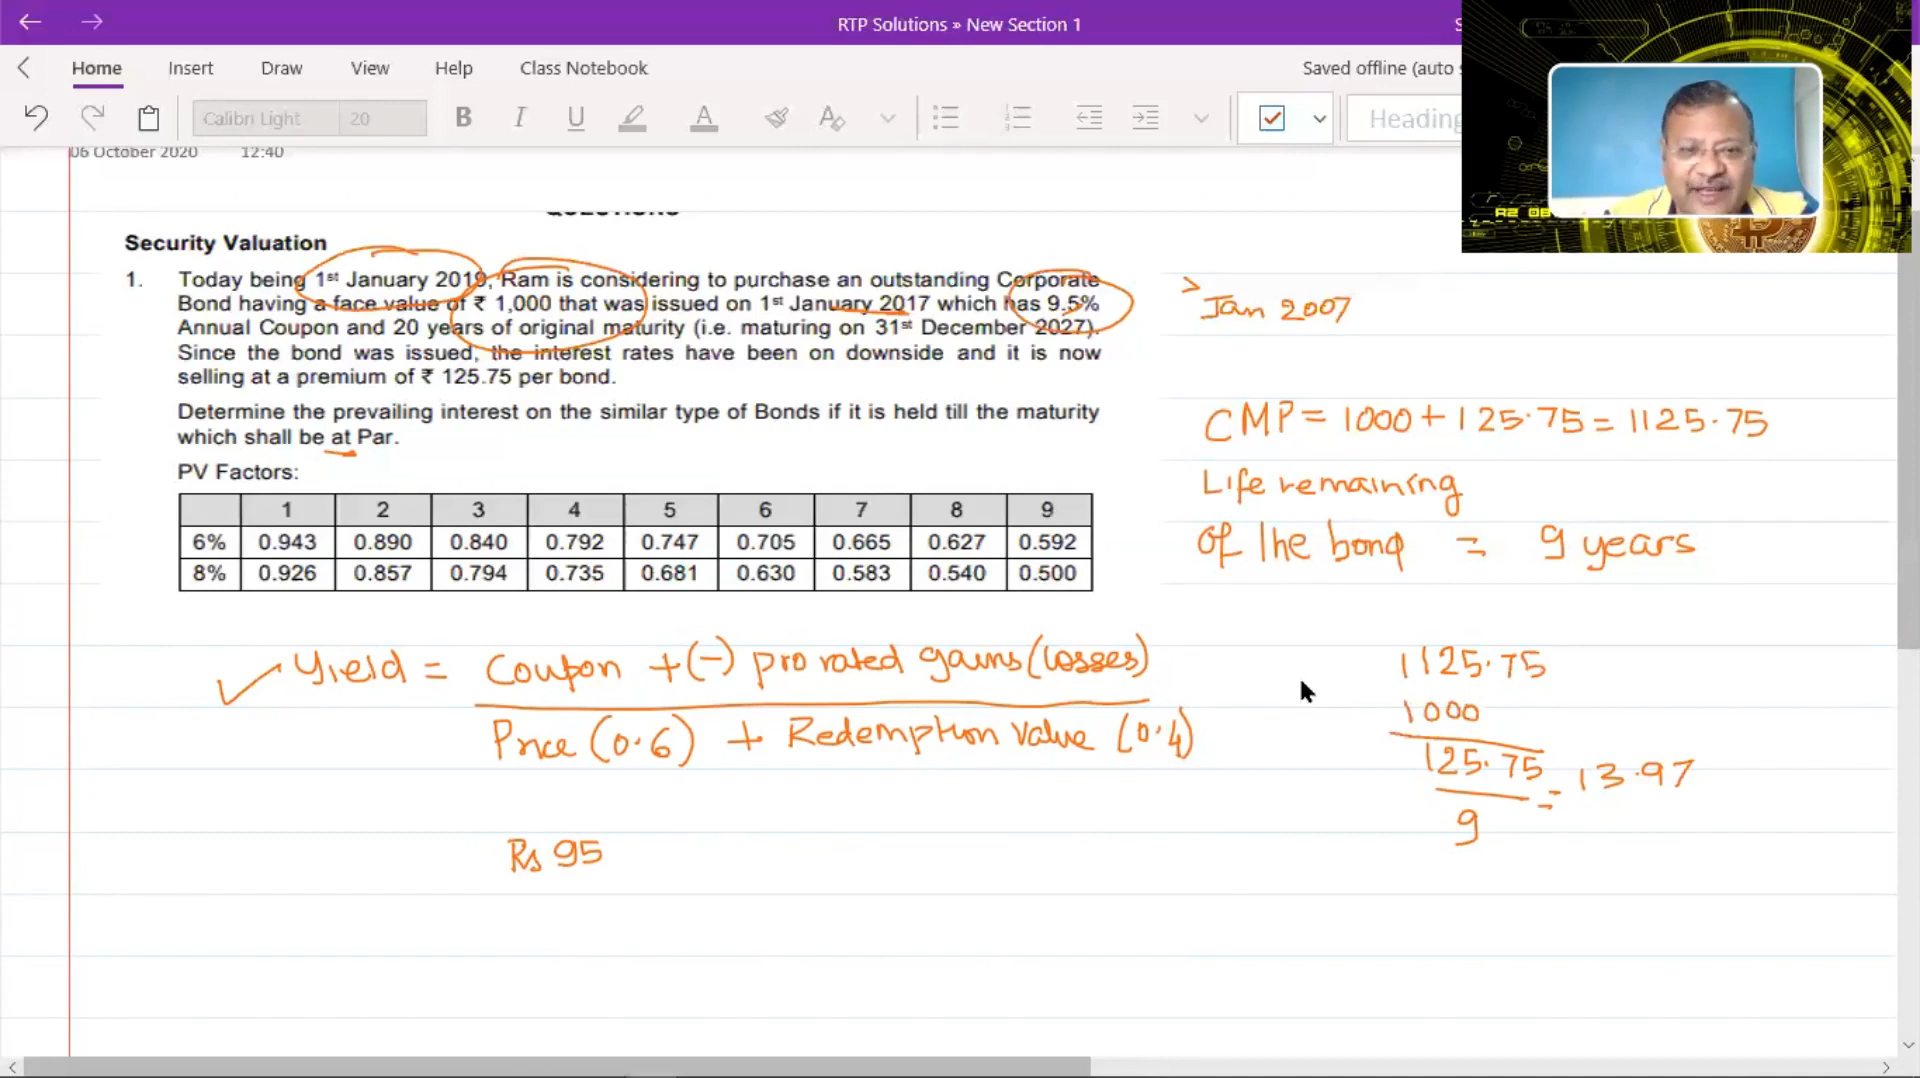 RTP Solutions » New Section 1
Home Insert Draw View Help Class Notebook
Saved offline (auto
Calibri Light 20 B I U A
Heading
06 October 2020 12:40
QUESTIONS
Security Valuation
1. Today being 1st January 2019, Ram is considering to purchase an outstanding Corporate
Bond having a face value of ₹ 1,000 that was issued on 1st January 2017 which has 9.5%
Annual Coupon and 20 years of original maturity (i.e. maturing on 31st December 2027).
Since the bond was issued, the interest rates have been on downside and it is now
selling at a premium of ₹ 125.75 per bond.
Determine the prevailing interest on the similar type of Bonds if it is held till the maturity
which shall be at Par.
PV Factors:
1 2 3 4 5 6 7 8 9
6% 0.943 0.890 0.840 0.792 0.747 0.705 0.665 0.627 0.592
8% 0.926 0.857 0.794 0.735 0.681 0.630 0.583 0.540 0.500
Jan 2007
CMP = 1000 + 125.75 = 1125.75
Life remaining
of the bond = 9 years
Yield = Coupon + (-) pro rated gains (losses)
Price (0.6) + Redemption Value (0.4)
1125.75
1000
125.75
9
= 13.97
Rs 95